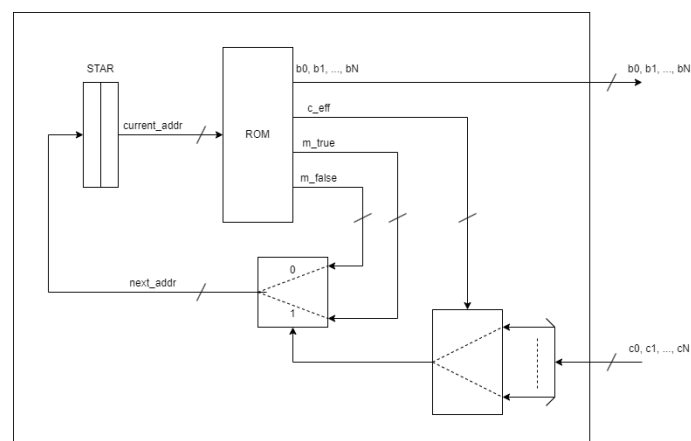 STAR
b0, b1, ..., bN
b0, b1, ..., bN
c_eff
current_addr
ROM
m_true
m_false
0
next_addr
1
c0, c1, ..., cN